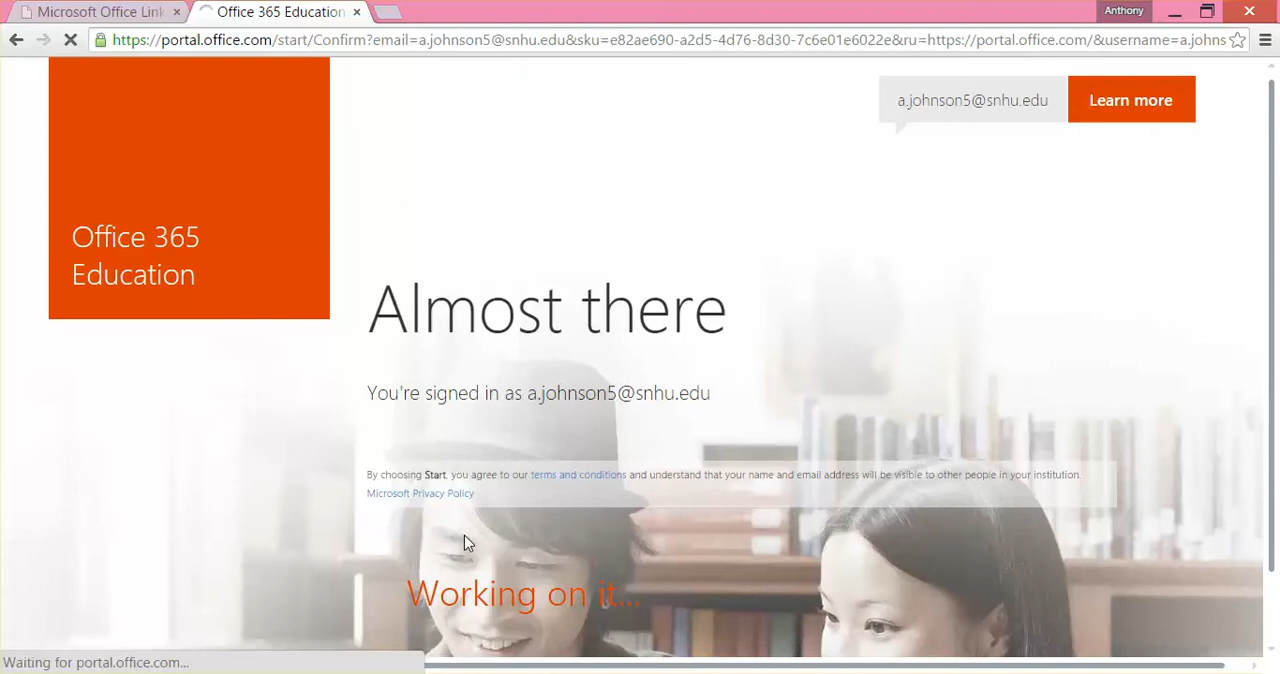 Microsoft Office Link
Office 365 Education
Anthony
https://portal.office.com/start/Confirm?email=a.johnson5@snhu.edu&sku=e82ae690-a2d5-4d76-8d30-7c6e01e6022e&ru=https://portal.office.com/&username=a.johns
a.johnson5@snhu.edu
Learn more
Office 365
Education
Almost there
You're signed in as a.johnson5@snhu.edu
By choosing Start, you agree to our terms and conditions and understand that your name and email address will be visible to other people in your institution.
Microsoft Privacy Policy
Working on it...
Waiting for portal.office.com...